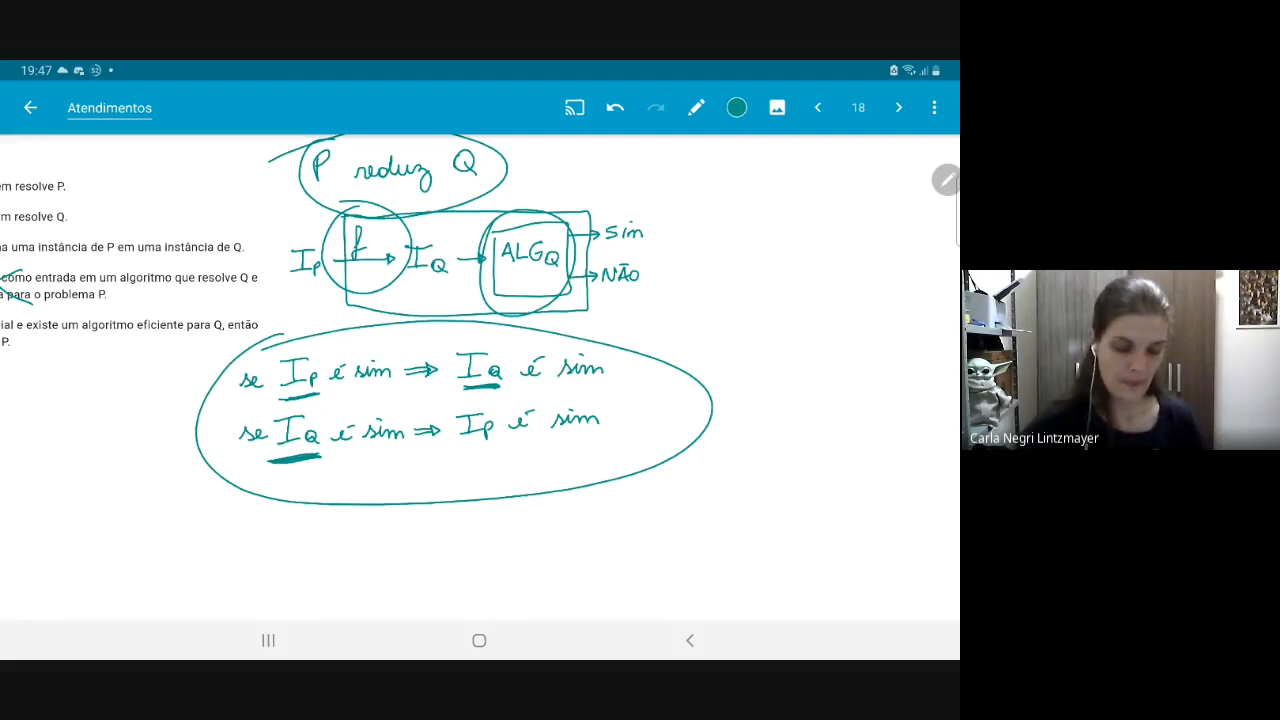 19:47
Atendimentos
18
P reduz Q
em resolve P.
m resolve Q.
na uma instância de P em uma instância de Q.
como entrada em um algoritmo que resolve Q e
a para o problema P.
ial e existe um algoritmo eficiente para Q, então
P.
I_P f I_Q ALG_Q SIM
NÃO
se I_P é sim ⇒ I_Q é sim
se I_Q é sim ⇒ I_P é sim
Carla Negri Lintzmayer